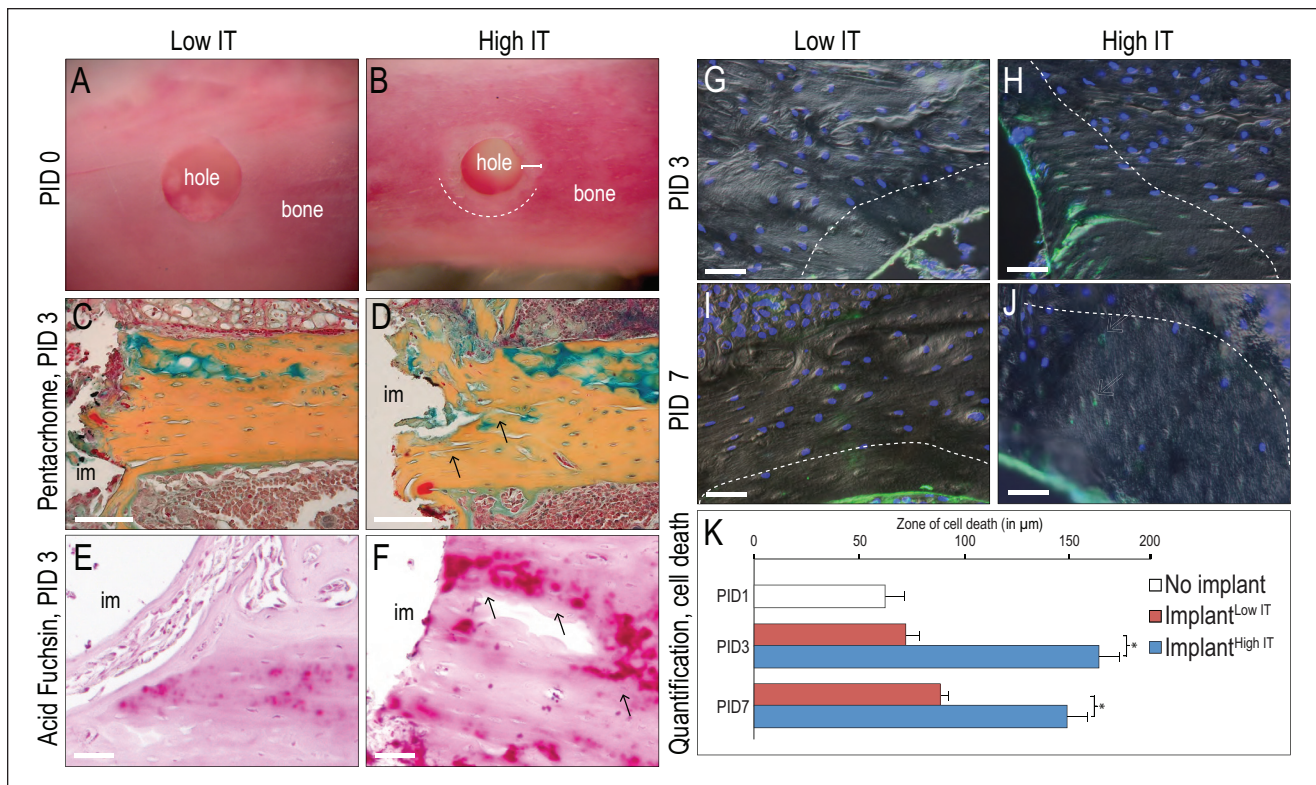 Low IT
High IT
Low IT
High IT
PID 0
A
hole
bone
B
hole
bone
PID 3
G
H
Pentachome, PID 3
C
im
D
im
PID 7
I
J
Acid Fuchsin, PID 3
E
im
F
im
Quantification, cell death
K
Zone of cell death (in µm)
0
50
100
150
200
PID1
PID3
*
PID7
*
No implant
Implant Low IT
Implant High IT